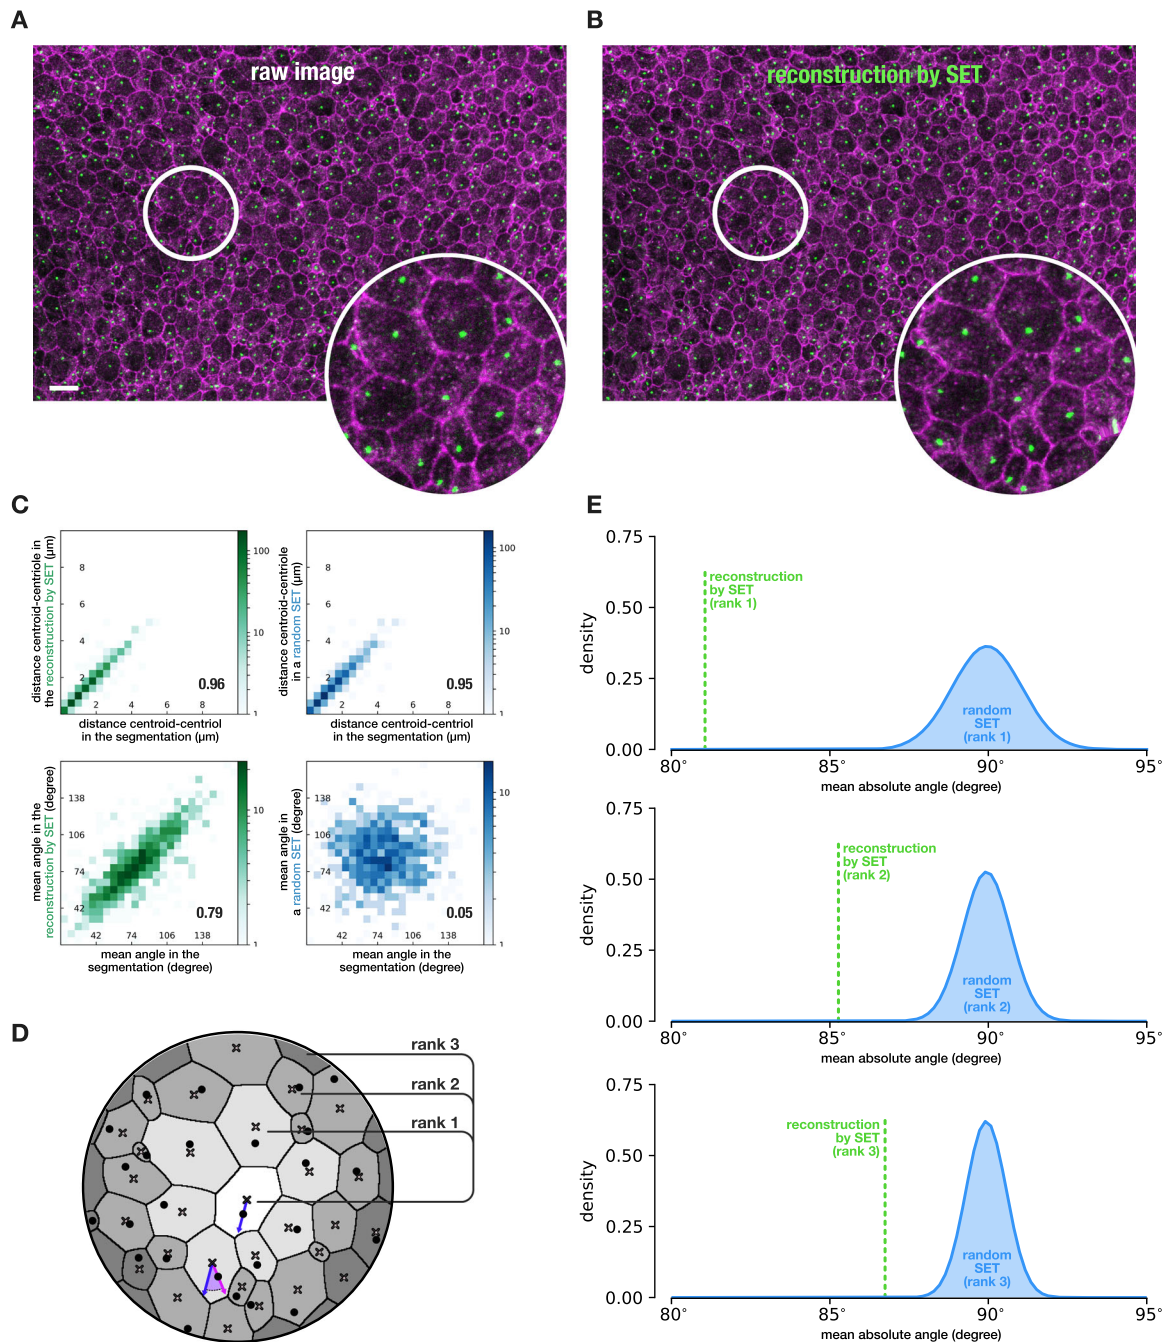 A
B
raw image
reconstruction by SET
C
E
distance centroid-centriole in
the reconstruction by SET (µm)
8
6
4
2
2
4
6
8
0.96
100
10
1
distance centroid-centriol
in the segmentation (µm)
distance centroid-centriole
in a random SET (µm)
8
6
4
2
2
4
6
8
0.95
100
10
1
distance centroid-centriol
in the segmentation (µm)
mean angle in the
reconstruction by SET (degree)
138
106
74
42
42
74
106
138
0.79
10
1
mean angle in the
segmentation (degree)
mean angle in
a random SET (degree)
138
106
74
42
42
74
106
138
0.05
10
1
mean angle in the
segmentation (degree)
D
rank 3
rank 2
rank 1
density
0.75
0.50
0.25
0.00
reconstruction
by SET
(rank 1)
random
SET
(rank 1)
80°
85°
90°
95°
mean absolute angle (degree)
density
0.75
0.50
0.25
0.00
reconstruction
by SET
(rank 2)
random
SET
(rank 2)
80°
85°
90°
95°
mean absolute angle (degree)
density
0.75
0.50
0.25
0.00
reconstruction
by SET
(rank 3)
random
SET
(rank 3)
80°
85°
90°
95°
mean absolute angle (degree)